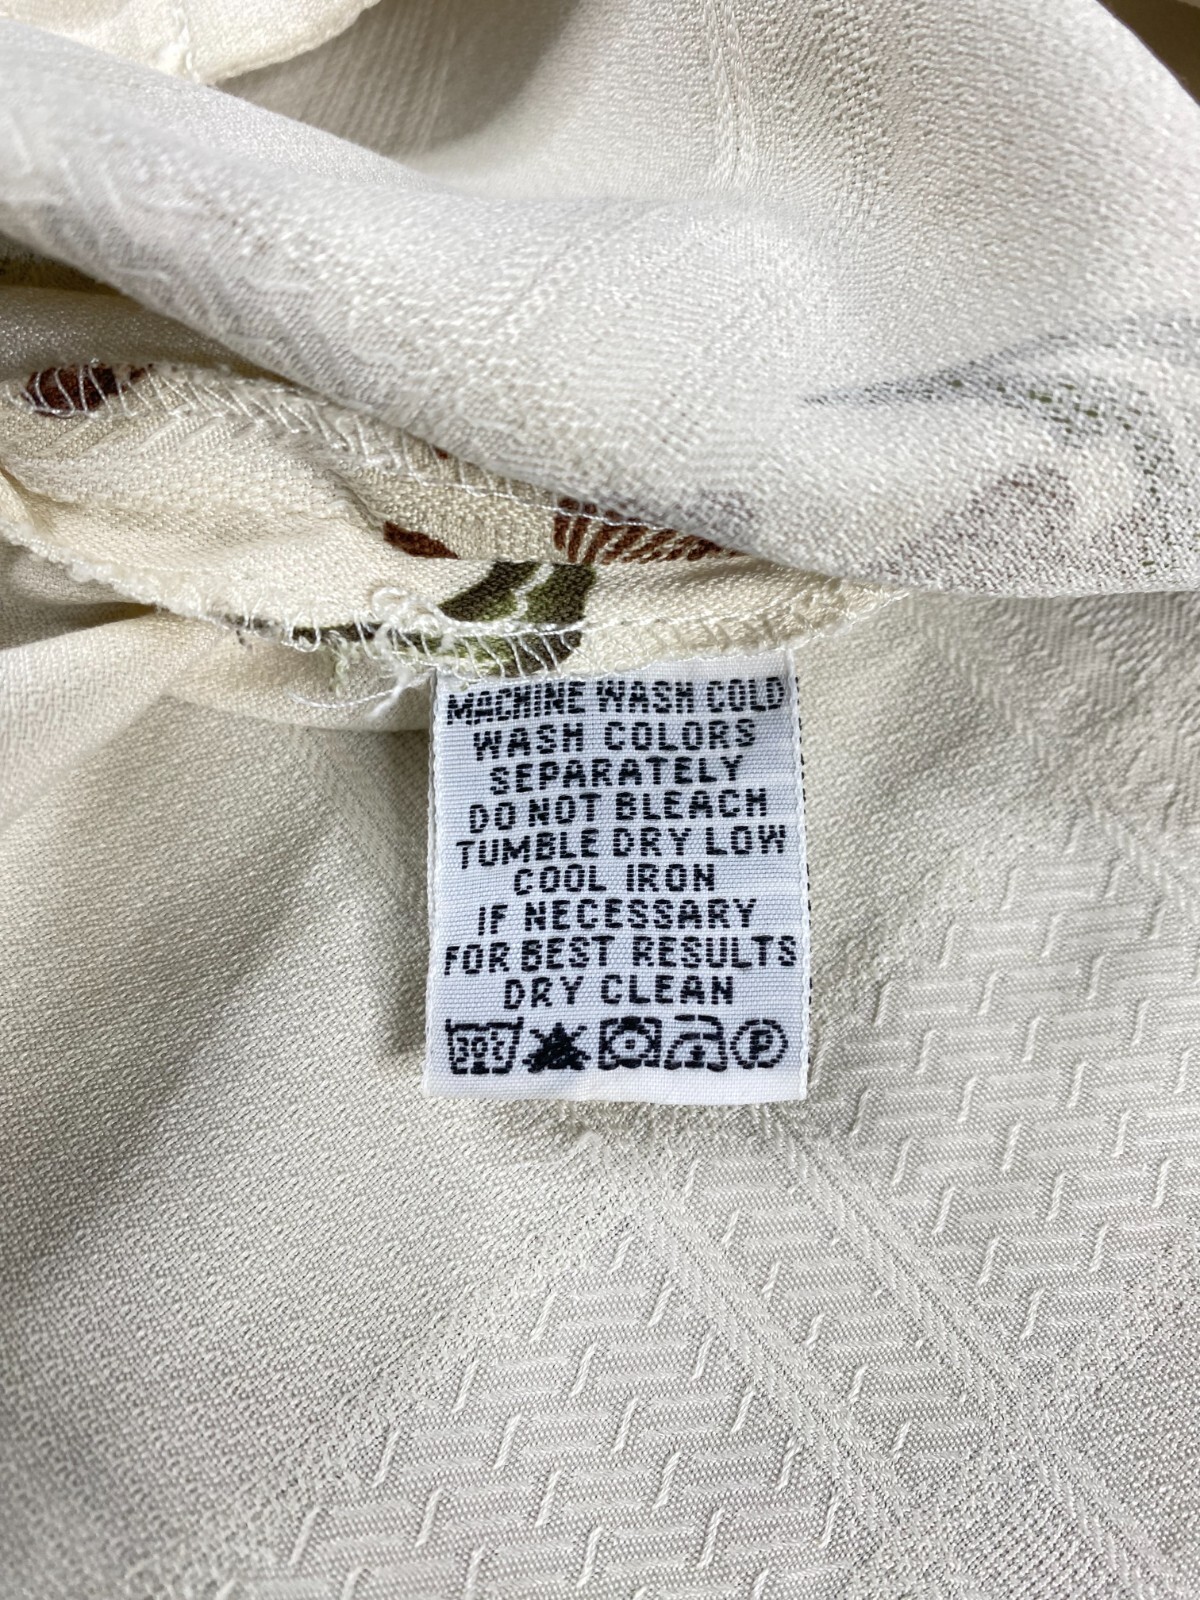 MACHINE WASH COLD
WASH COLORS
SEPARATELY
DO NOT BLEACH
TUMBLE DRY LOW
COOL IRON
IF NECESSARY
FOR BEST RESULTS
DRY CLEAN
30°C P